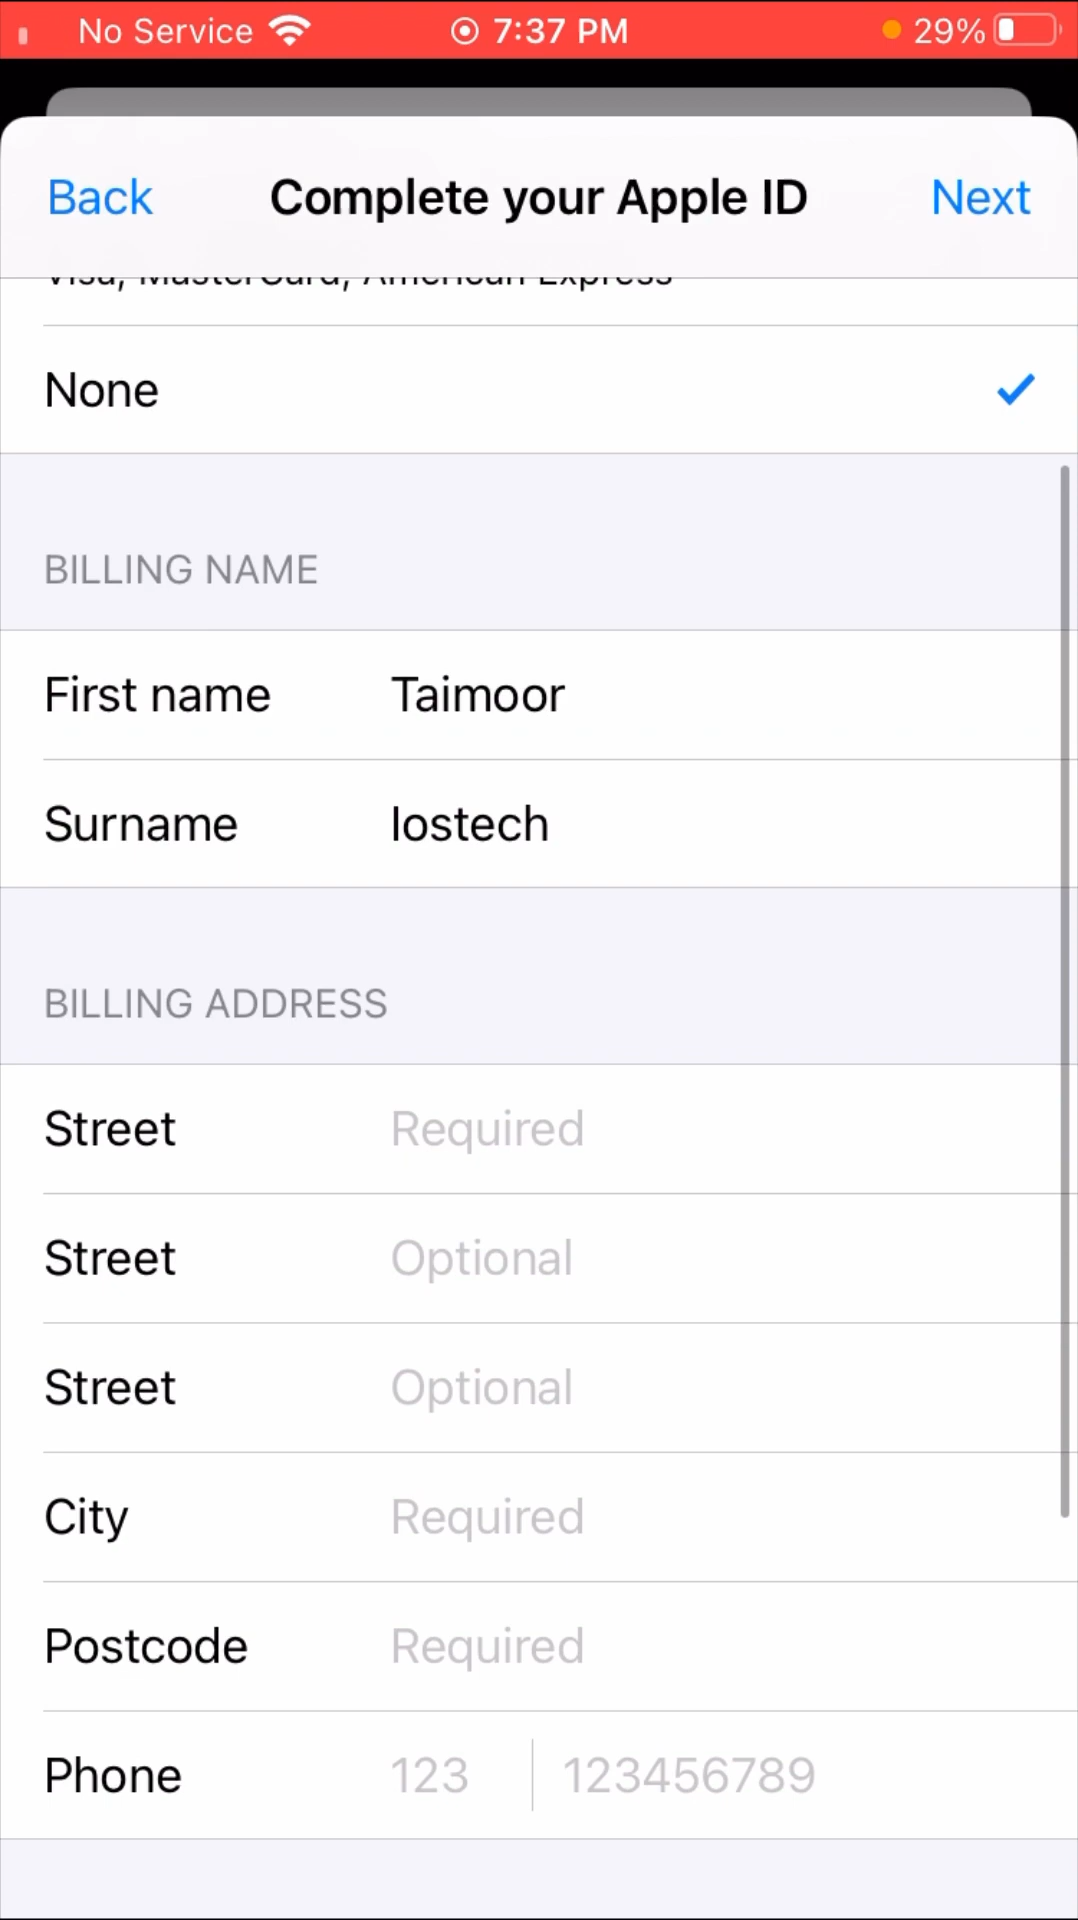 No Service 7:37 PM 29%
Back Complete your Apple ID Next
Visa, MasterCard, American Express
None
BILLING NAME
First name Taimoor
Surname Iostech
BILLING ADDRESS
Street Required
Street Optional
Street Optional
City Required
Postcode Required
Phone 123 123456789